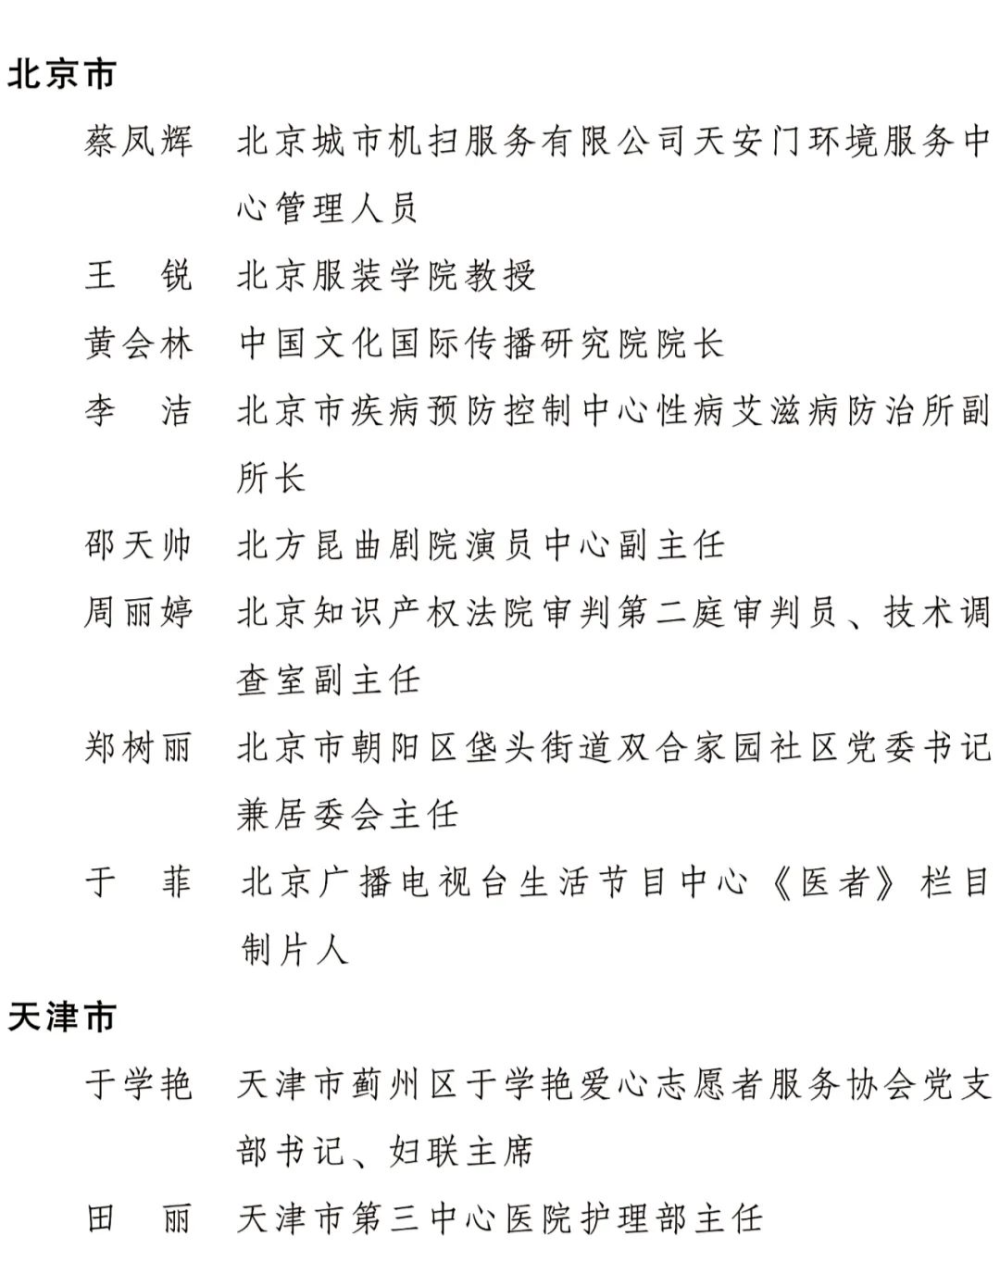 北京市
蔡凤辉 北京城市机扫服务有限公司天安门环境服务中
心管理人员
王 锐 北京服装学院教授
黄会林 中国文化国际传播研究院院长
李 洁 北京市疾病预防控制中心性病艾滋病防治所副
所长
邵天帅 北方昆曲剧院演员中心副主任
周丽婷 北京知识产权法院审判第二庭审判员、技术调
查室副主任
郑树丽 北京市朝阳区垡头街道双合家园社区党委书记
兼居委会主任
于 菲 北京广播电视台生活节目中心《医者》栏目
制片人
天津市
于学艳 天津市蓟州区于学艳爱心志愿者服务协会党支
部书记、妇联主席
田 丽 天津市第三中心医院护理部主任